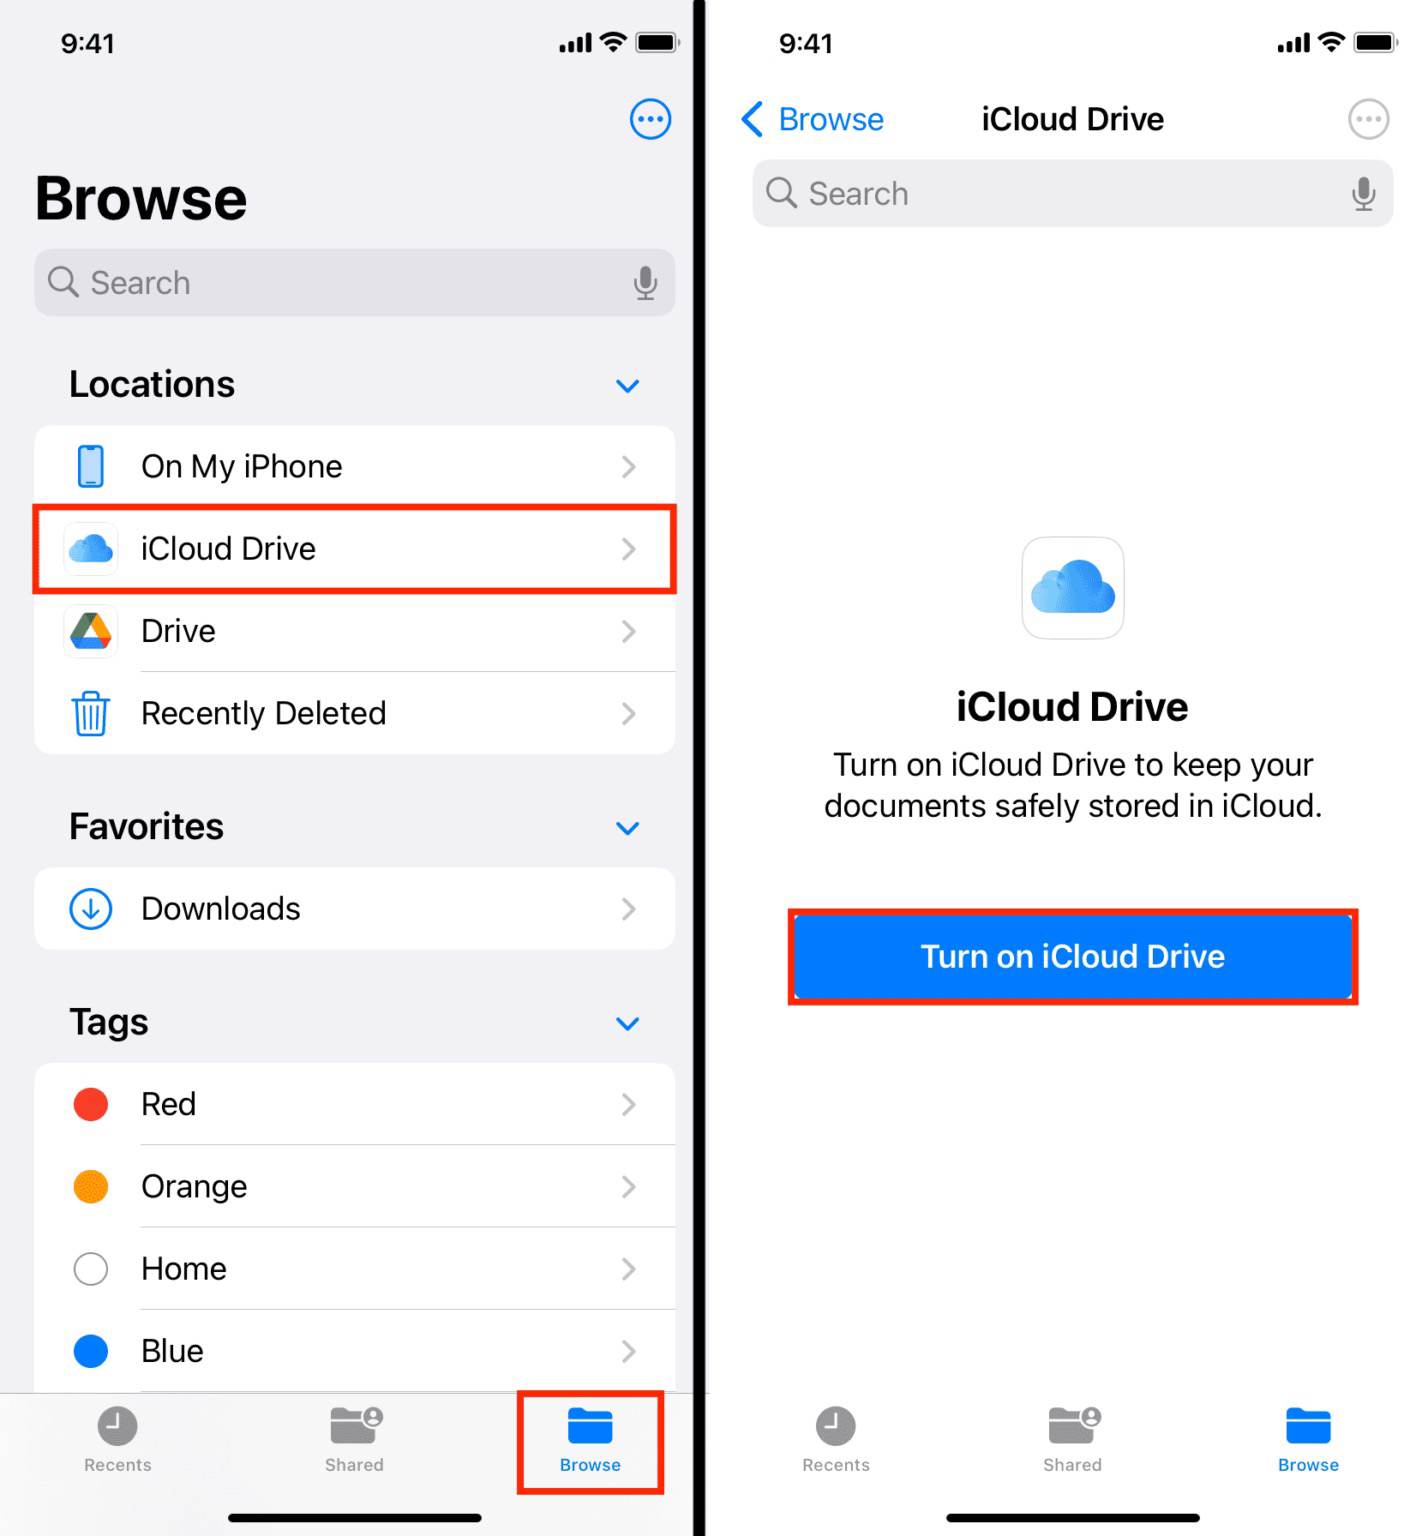 9:41
Browse
Search
Locations
On My iPhone
iCloud Drive
Drive
Recently Deleted
Favorites
Downloads
Tags
Red
Orange
Home
Blue
Recents
Shared
Browse
9:41
Browse
iCloud Drive
Search
iCloud Drive
Turn on iCloud Drive to keep your
documents safely stored in iCloud.
Turn on iCloud Drive
Recents
Shared
Browse